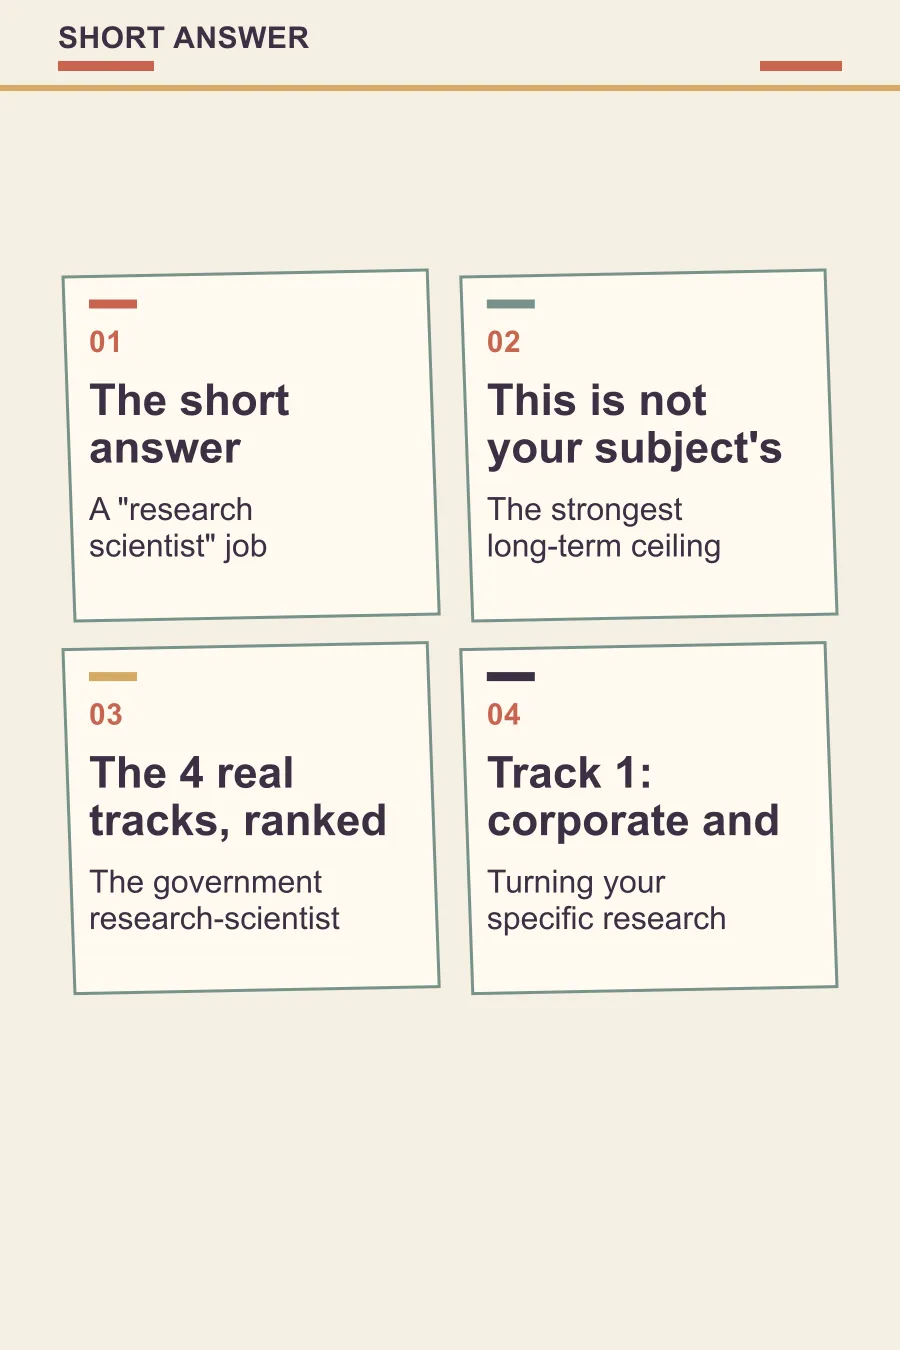 SHORT ANSWER
01
The short
answer
A "research
scientist" job
02
This is not
your subject's
The strongest
long-term ceiling
03
The 4 real
tracks, ranked
The government
research-scientist
04
Track 1:
corporate and
Turning your
specific research